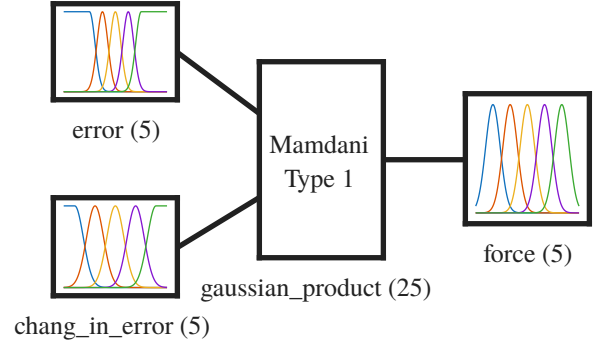 error (5)
Mamdani
Type 1
force (5)
gaussian_product (25)
chang_in_error (5)